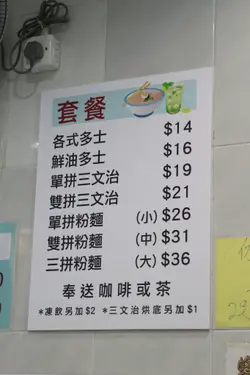 套餐
各式多士 $14
鮮油多士 $16
單拼三文治 $19
雙拼三文治 $21
單拼粉麵 (小) $26
雙拼粉麵 (中) $31
三拼粉麵 (大) $36
奉送咖啡或茶
*凍飲另加$2 *三文治烘底另加$1